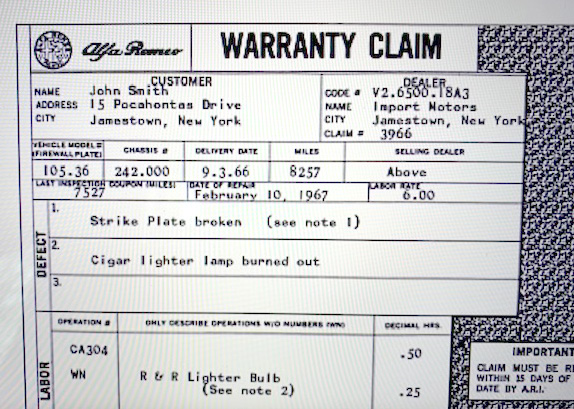 Alfa Romeo WARRANTY CLAIM
CUSTOMER DEALER
NAME John Smith CODE # V2.6500.18A3
ADDRESS 15 Pocahontas Drive NAME Import Motors
CITY Jamestown, New York CITY Jamestown, New York
CLAIM # 3966
VEHICLE MODEL # (FIREWALL PLATE) CHASSIS # DELIVERY DATE MILES SELLING DEALER
105.36 242.000 9.3.66 8257 Above
LAST INSPECTION COUPON (MILES) DATE OF REPAIR LABOR RATE
7527 February 10, 1967 6.00
DEFECT
1. Strike Plate broken (see note 1)
2. Cigar lighter lamp burned out
3.
LABOR
OPERATION # ONLY DESCRIBE OPERATIONS W/O NUMBERS (WN) DECIMAL HRS.
CA304 .50
WN R & R Lighter Bulb
(See note 2) .25
IMPORTANT
CLAIM MUST BE RE
WITHIN 15 DAYS OF
DATE BY A.R.I.